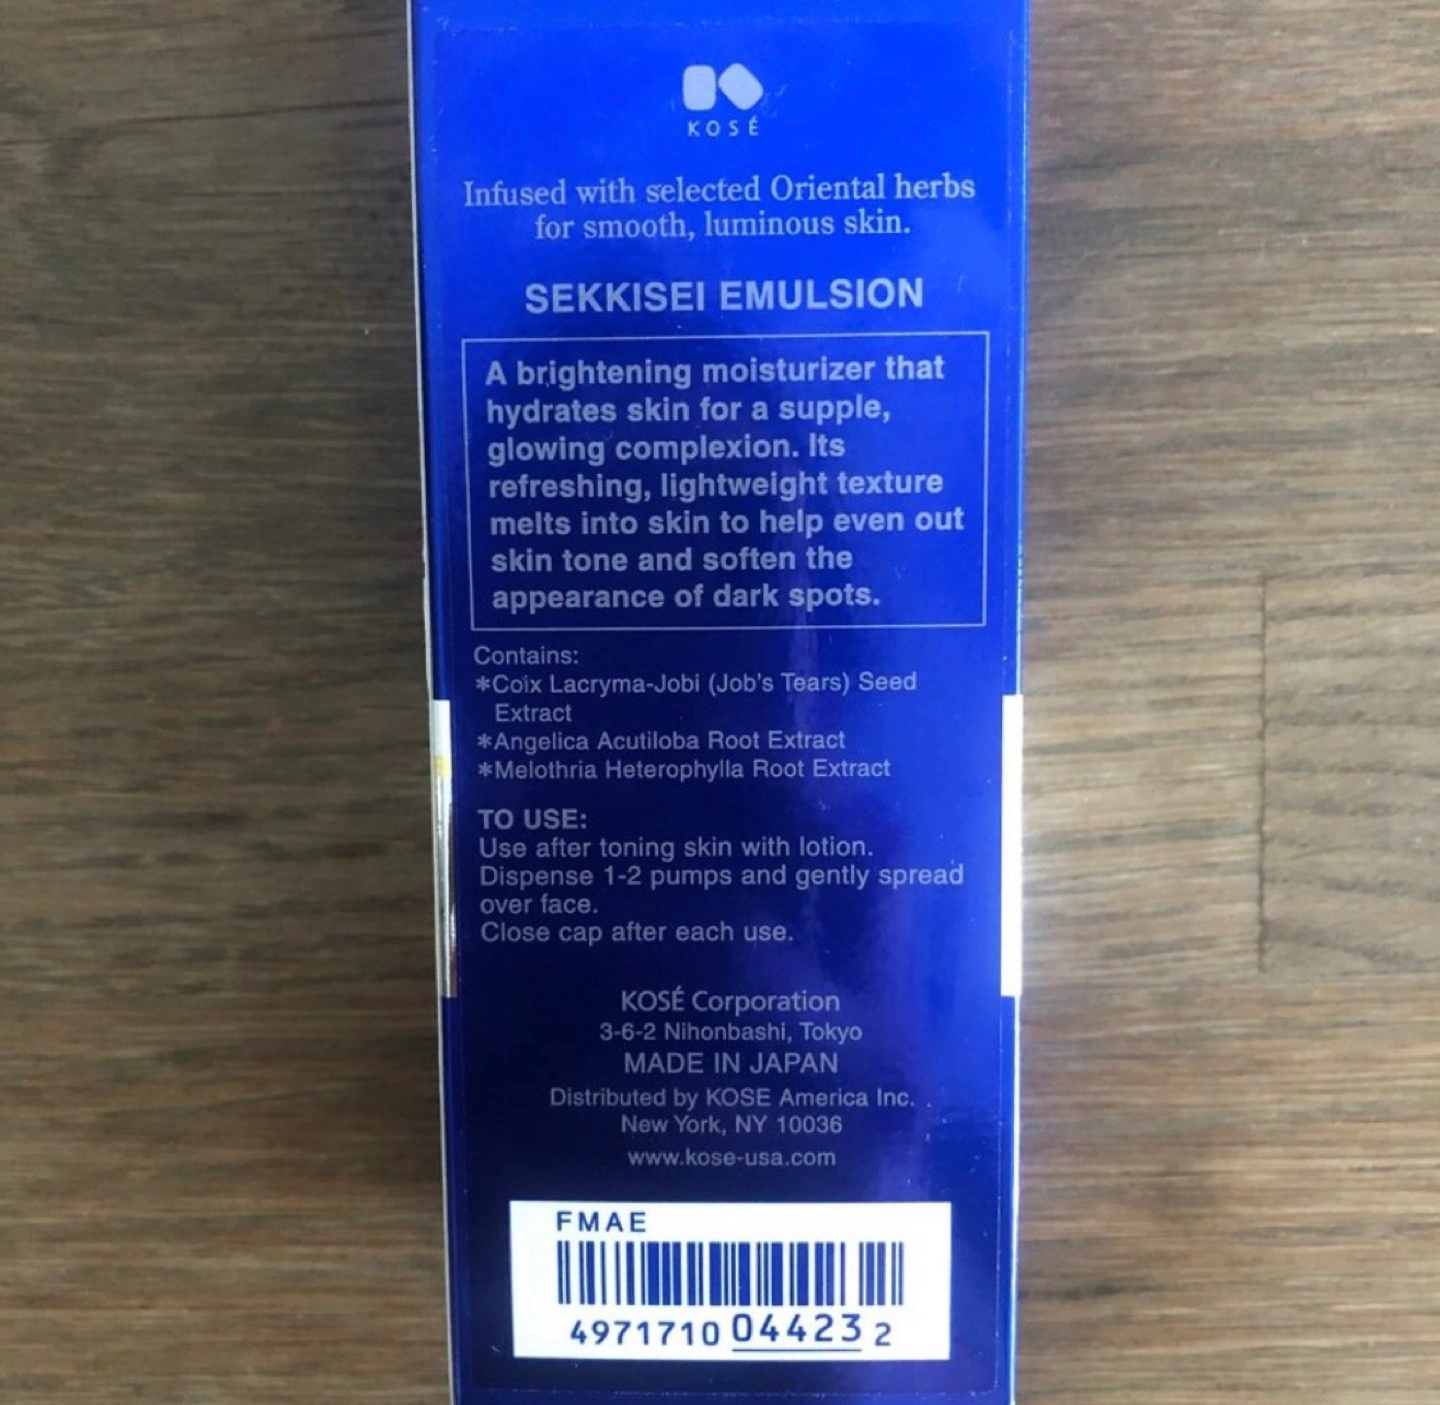 KOSÉ
Infused with selected Oriental herbs
for smooth, luminous skin.
SEKKISEI EMULSION
A brightening moisturizer that
hydrates skin for a supple,
glowing complexion. Its
refreshing, lightweight texture
melts into skin to help even out
skin tone and soften the
appearance of dark spots.
Contains:
*Coix Lacryma-Jobi (Job's Tears) Seed
Extract
*Angelica Acutiloba Root Extract
*Melothria Heterophylla Root Extract
TO USE:
Use after toning skin with lotion.
Dispense 1-2 pumps and gently spread
over face.
Close cap after each use.
KOSÉ Corporation
3-6-2 Nihonbashi, Tokyo
MADE IN JAPAN
Distributed by KOSE America Inc.
New York, NY 10036
www.kose-usa.com
FMAE
4971710 04423 2